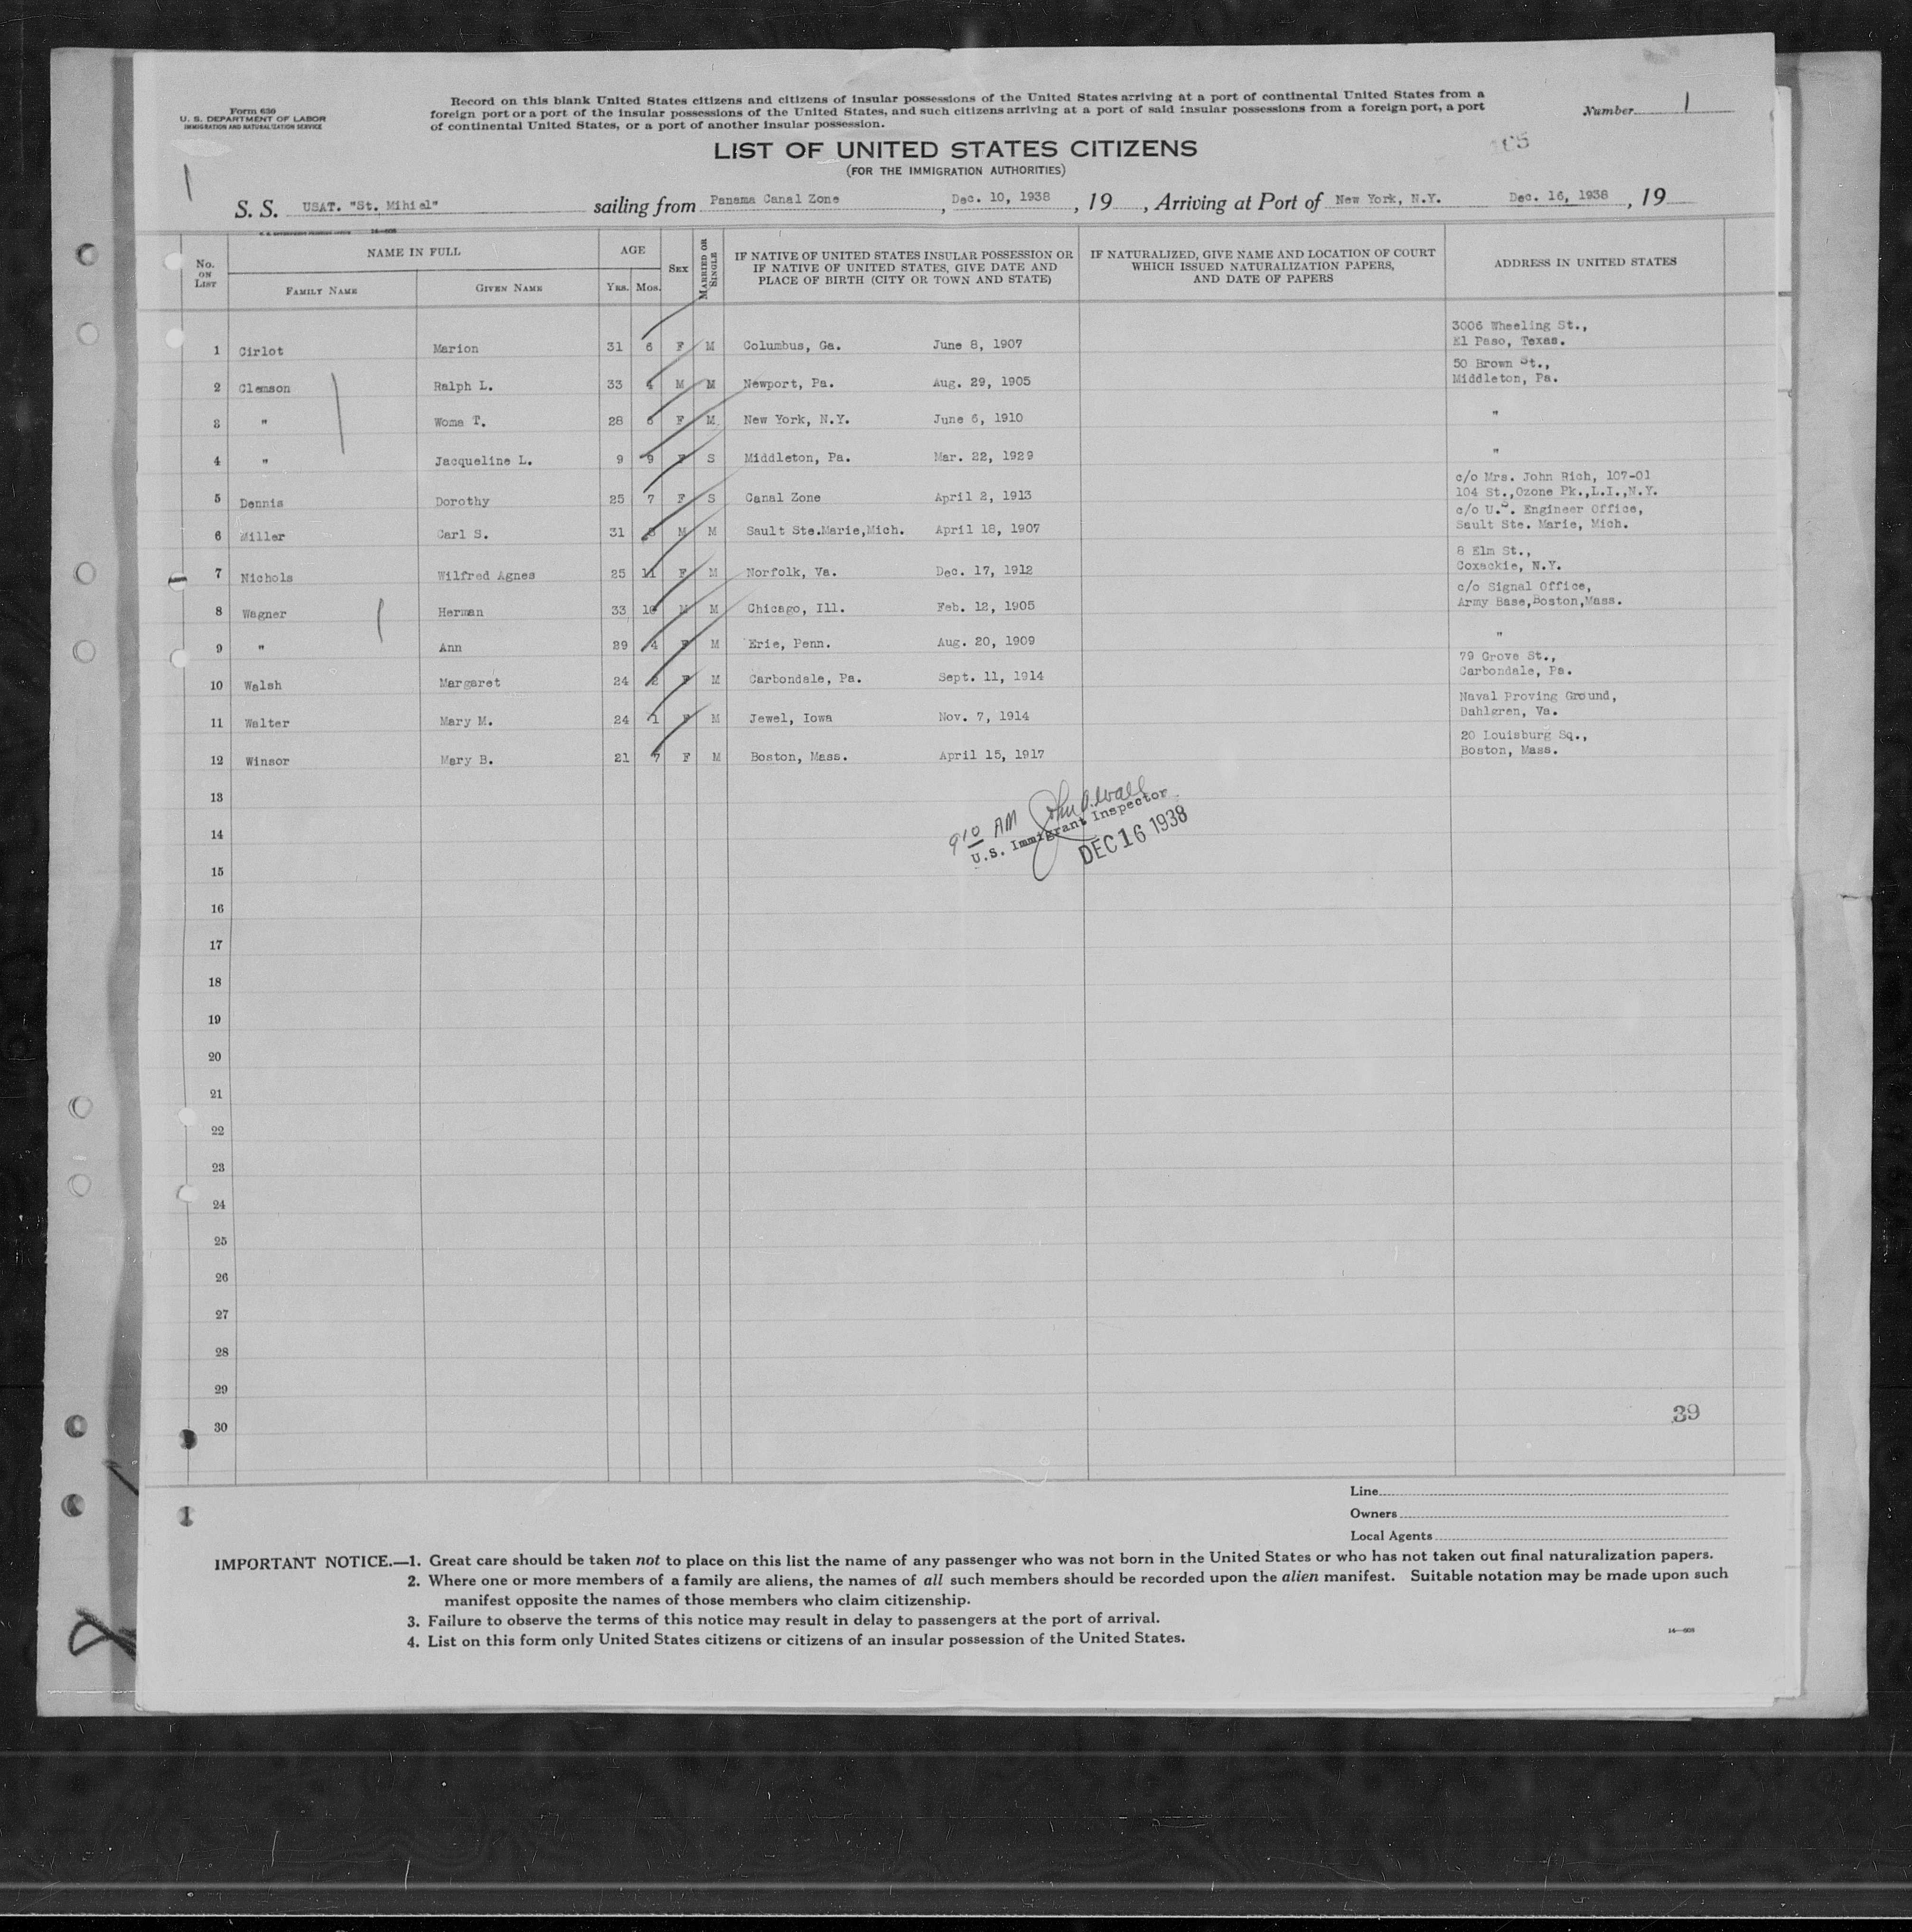 Form 630
U. S. DEPARTMENT OF LABOR
IMMIGRATION AND NATURALIZATION SERVICE
Record on this blank United States citizens and citizens of insular possessions of the United States arriving at a port of continental United States from a
foreign port or a port of the insular possessions of the United States, and such citizens arriving at a port of said insular possessions from a foreign port, a port
of continental United States, or a port of another insular possession.
Number 1
LIST OF UNITED STATES CITIZENS
(FOR THE IMMIGRATION AUTHORITIES)
S. S. USAT. "St. Mihiel" sailing from Panama Canal Zone, Dec. 10, 1938, 19 , Arriving at Port of New York, N.Y. Dec. 16, 1938, 19
No. ON LIST NAME IN FULL AGE SEX MARRIED OR SINGLE IF NATIVE OF UNITED STATES INSULAR POSSESSION OR IF NATIVE OF UNITED STATES, GIVE DATE AND PLACE OF BIRTH (CITY OR TOWN AND STATE) IF NATURALIZED, GIVE NAME AND LOCATION OF COURT WHICH ISSUED NATURALIZATION PAPERS, AND DATE OF PAPERS ADDRESS IN UNITED STATES
FAMILY NAME GIVEN NAME YRS. MOS.
3006 Wheeling St.,
1 Cirlot Marion 31 6 F M Columbus, Ga. June 8, 1907 El Paso, Texas.
50 Brown St.,
2 Clemson Ralph L. 33 4 M M Newport, Pa. Aug. 29, 1905 Middleton, Pa.
3 " Woma T. 28 6 F M New York, N.Y. June 6, 1910 "
4 " Jacqueline L. 9 9 F S Middleton, Pa. Mar. 22, 1929 "
c/o Mrs. John Rich, 107-01
5 Dennis Dorothy 25 7 F S Canal Zone April 2, 1913 104 St.,Ozone Pk.,L.I.,N.Y.
c/o U.S. Engineer Office,
6 Miller Carl S. 31 8 M M Sault Ste.Marie,Mich. April 18, 1907 Sault Ste. Marie, Mich.
8 Elm St.,
7 Nichols Wilfred Agnes 25 11 F M Norfolk, Va. Dec. 17, 1912 Coxackie, N.Y.
c/o Signal Office,
8 Wagner Herman 33 10 M M Chicago, Ill. Feb. 12, 1905 Army Base,Boston,Mass.
9 " Ann 29 4 F M Erie, Penn. Aug. 20, 1909 "
79 Grove St.,
10 Walsh Margaret 24 2 F M Carbondale, Pa. Sept. 11, 1914 Carbondale, Pa.
Naval Proving Ground,
11 Walter Mary M. 24 1 F M Jewel, Iowa Nov. 7, 1914 Dahlgren, Va.
20 Louisburg Sq.,
12 Winsor Mary B. 21 7 F M Boston, Mass. April 15, 1917 Boston, Mass.
13
9 10 AM John A. Wall
U.S. Immigrant Inspector
DEC 16 1938
14
15
16
17
18
19
20
21
22
23
24
25
26
27
28
29
30
39
Line
Owners
Local Agents
IMPORTANT NOTICE.—1. Great care should be taken not to place on this list the name of any passenger who was not born in the United States or who has not taken out final naturalization papers.
2. Where one or more members of a family are aliens, the names of all such members should be recorded upon the alien manifest. Suitable notation may be made upon such
manifest opposite the names of those members who claim citizenship.
3. Failure to observe the terms of this notice may result in delay to passengers at the port of arrival.
4. List on this form only United States citizens or citizens of an insular possession of the United States.
14—608